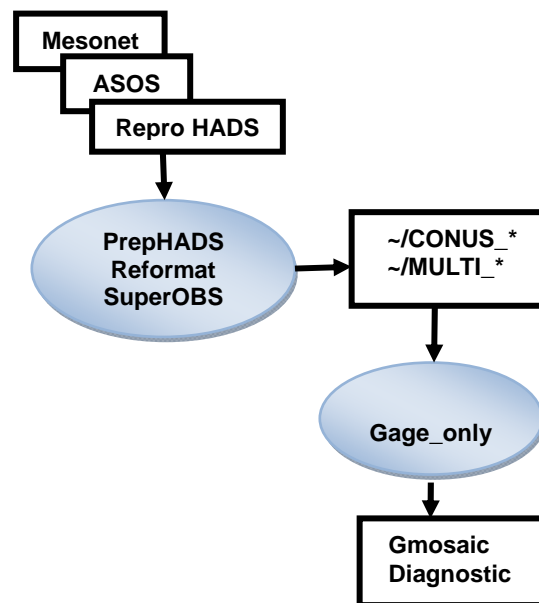 Mesonet
ASOS
Repro HADS
PrepHADS
Reformat
SuperOBS
~/CONUS_*
~/MULTI_*
Gage_only
Gmosaic
Diagnostic